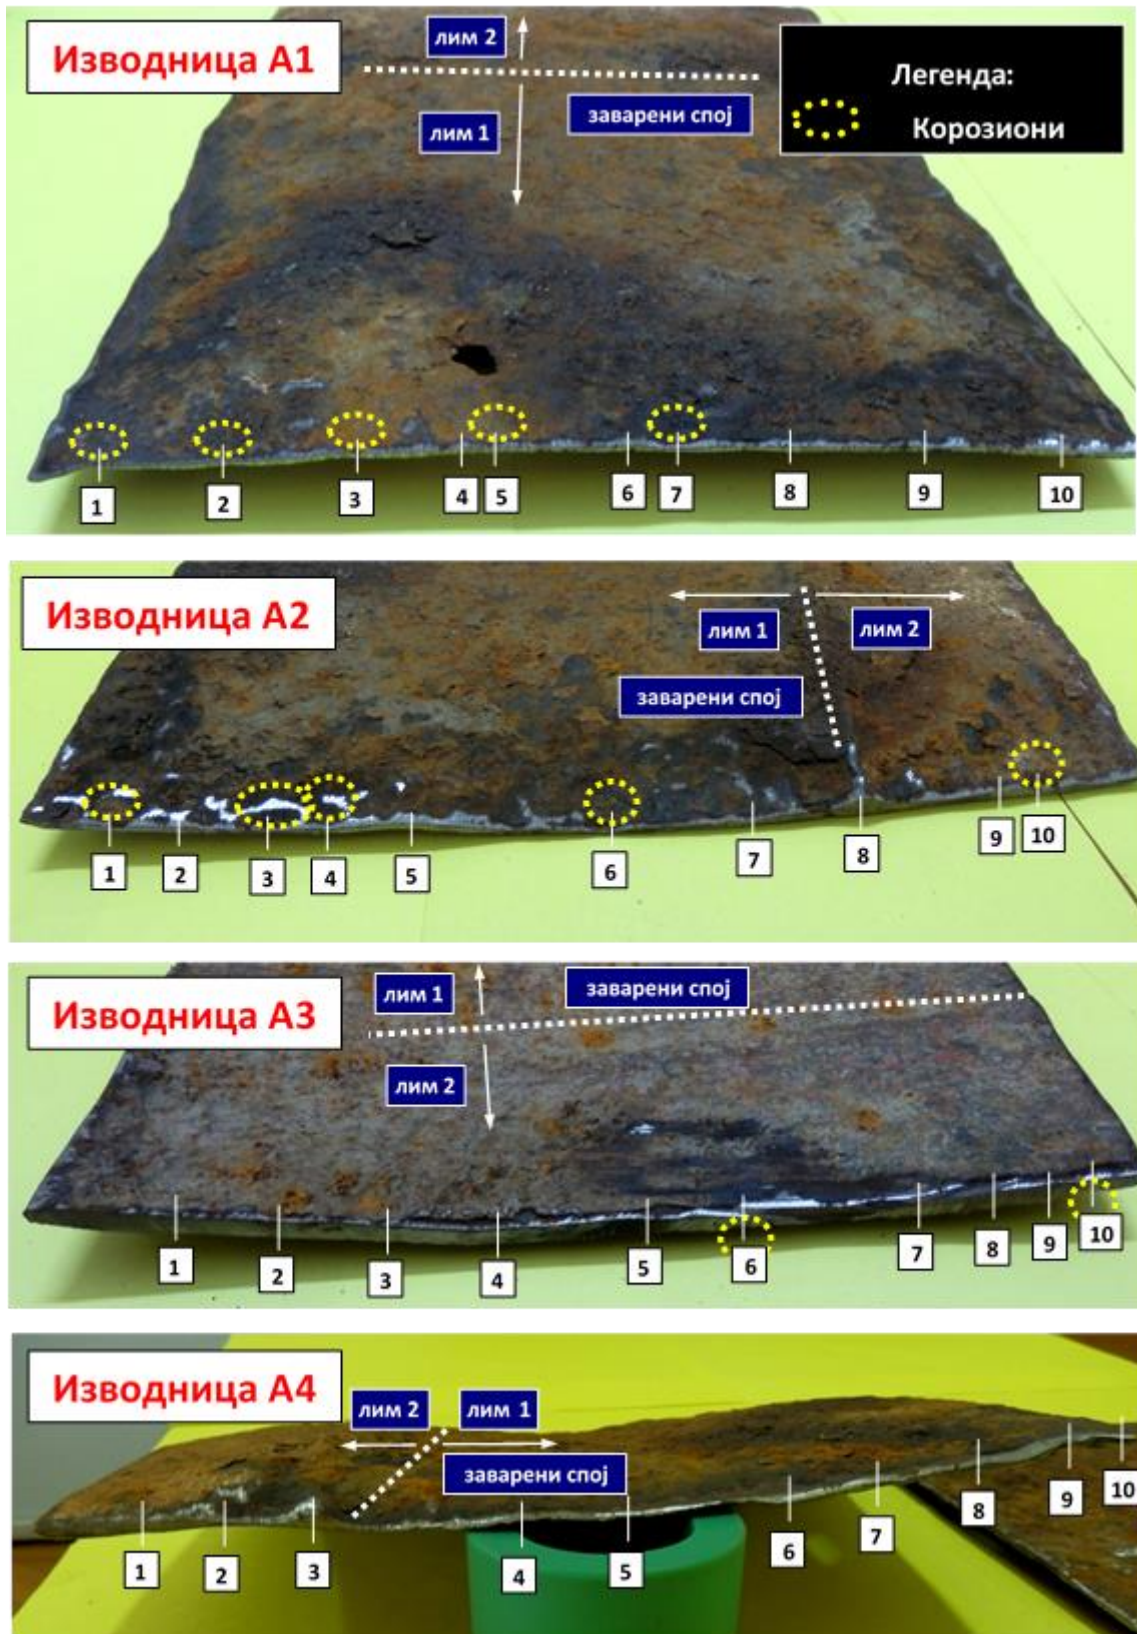 Изводница А1
лим 2
лим 1
заварени спој
Легенда:
Корозиони
1
2
3
4
5
6
7
8
9
10
Изводница А2
лим 1
лим 2
заварени спој
1
2
3
4
5
6
7
8
9
10
Изводница А3
лим 1
заварени спој
лим 2
1
2
3
4
5
6
7
8
9
10
Изводница А4
лим 2
лим 1
заварени спој
1
2
3
4
5
6
7
8
9
10